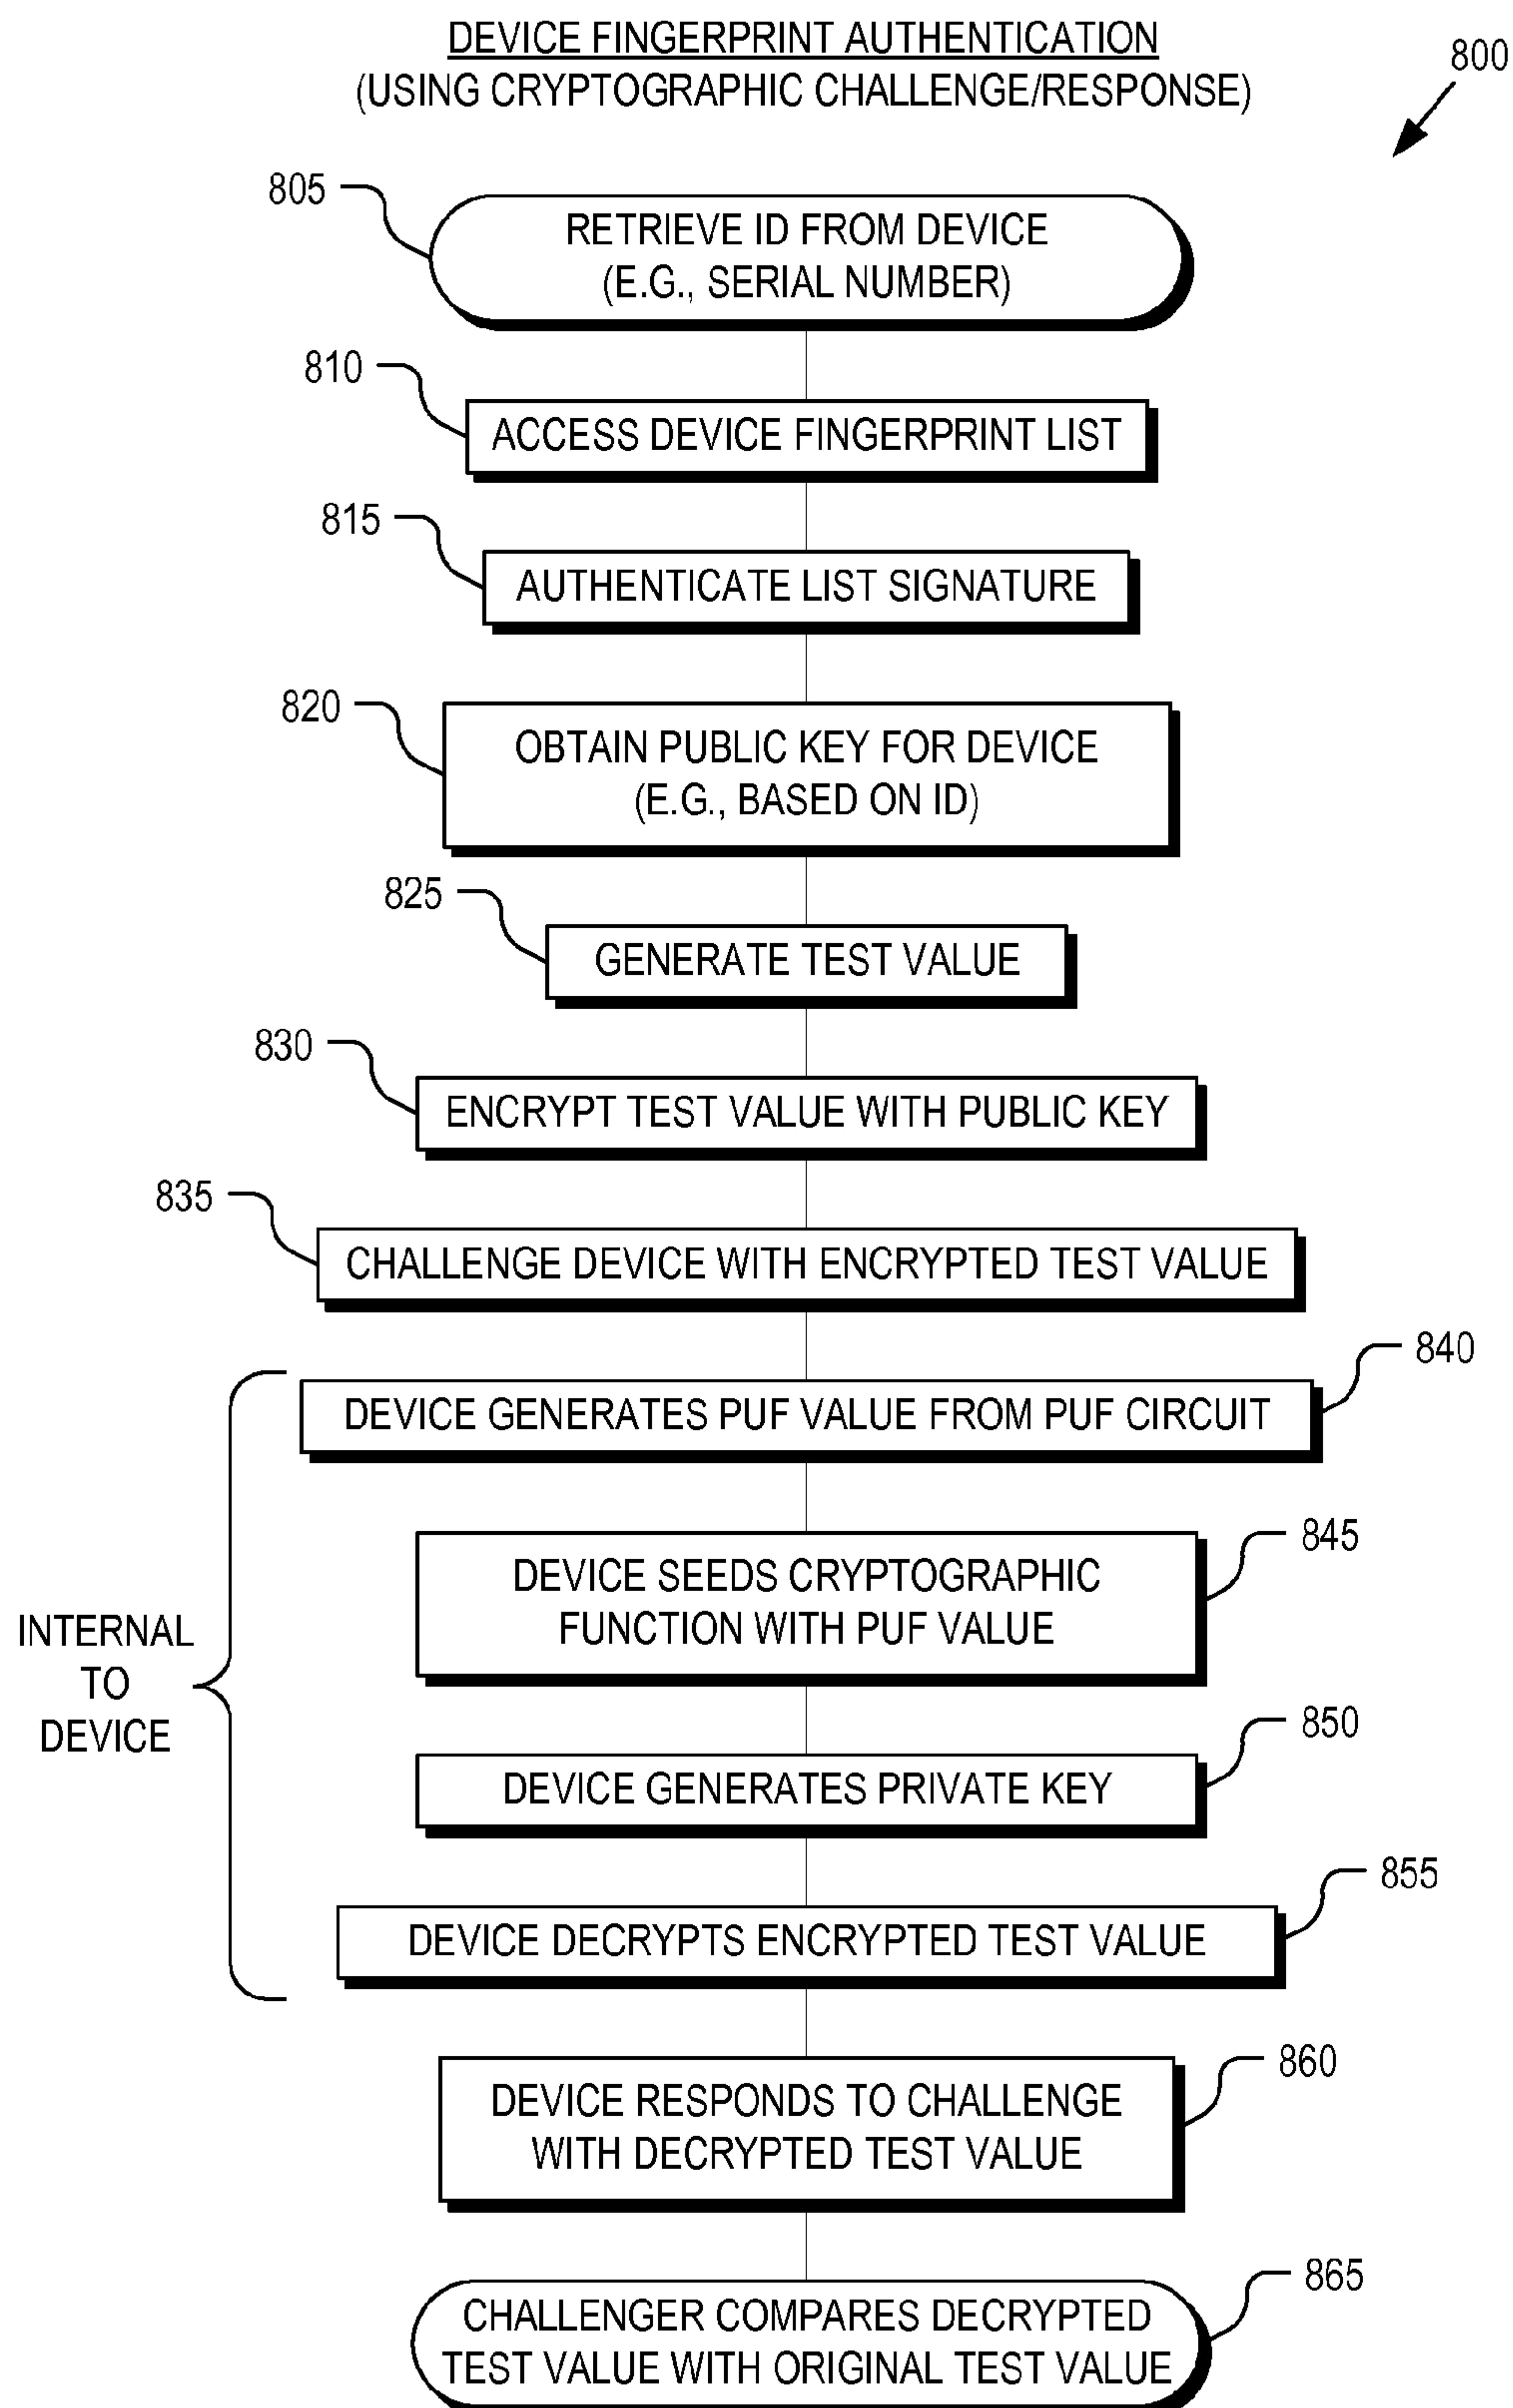 DEVICE FINGERPRINT AUTHENTICATION
(USING CRYPTOGRAPHIC CHALLENGE/RESPONSE)
800
805
RETRIEVE ID FROM DEVICE
(E.G., SERIAL NUMBER)
810
ACCESS DEVICE FINGERPRINT LIST
815
AUTHENTICATE LIST SIGNATURE
820
OBTAIN PUBLIC KEY FOR DEVICE
(E.G., BASED ON ID)
825
GENERATE TEST VALUE
830
ENCRYPT TEST VALUE WITH PUBLIC KEY
835
CHALLENGE DEVICE WITH ENCRYPTED TEST VALUE
840
DEVICE GENERATES PUF VALUE FROM PUF CIRCUIT
845
DEVICE SEEDS CRYPTOGRAPHIC
FUNCTION WITH PUF VALUE
INTERNAL
TO
DEVICE
850
DEVICE GENERATES PRIVATE KEY
855
DEVICE DECRYPTS ENCRYPTED TEST VALUE
860
DEVICE RESPONDS TO CHALLENGE
WITH DECRYPTED TEST VALUE
865
CHALLENGER COMPARES DECRYPTED
TEST VALUE WITH ORIGINAL TEST VALUE